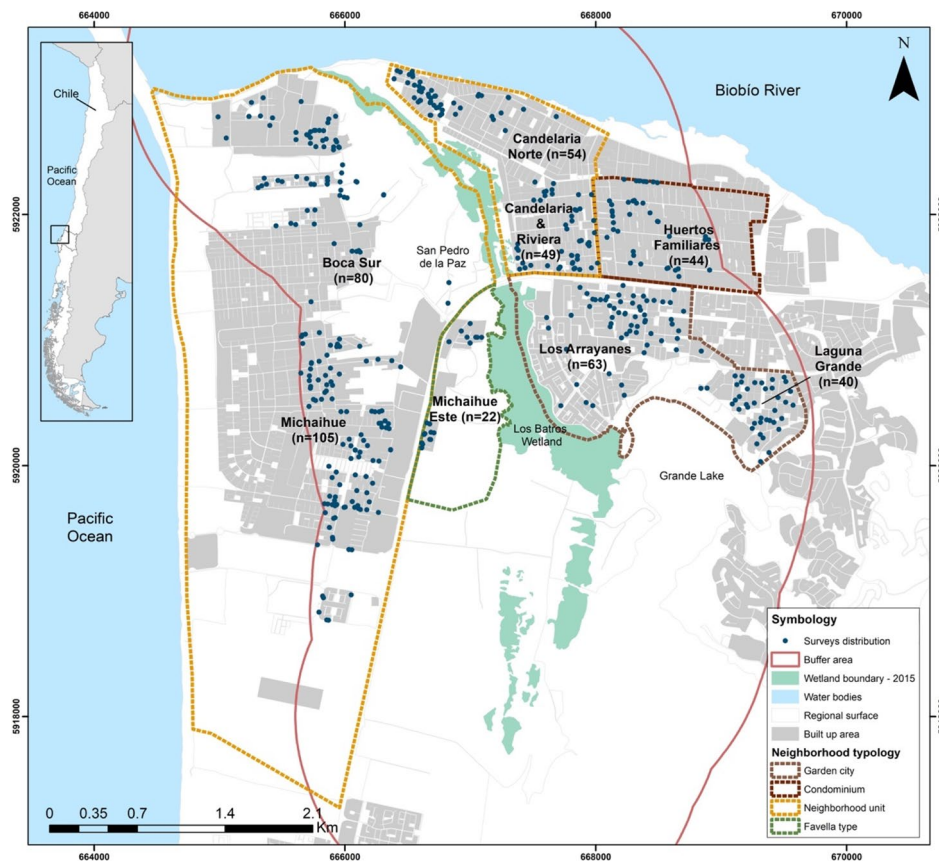 664000 666000 668000 670000
N
Chile
Pacific
Ocean
Biobío River
Candelaria
Norte (n=54)
5922000
Candelaria
&
Riviera
(n=49)
Huertos
Familiares
(n=44)
San Pedro
de la Paz
Boca Sur
(n=80)
Los Arrayanes
(n=63)
Laguna
Grande
(n=40)
Michaihue
Este (n=22)
Michaihue
(n=105)
Los Batros
Wetland
5920000
Grande Lake
Pacific
Ocean
Symbology
Surveys distribution
Buffer area
Wetland boundary - 2015
Water bodies
Regional surface
Built up area
Neighborhood typology
Garden city
Condominium
Neighborhood unit
Favella type
5918000
0 0.35 0.7 1.4 2.1
Km
664000 666000 668000 670000